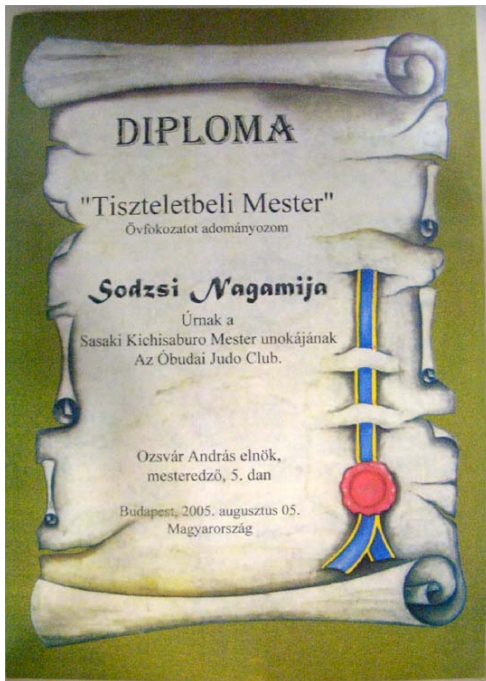 DIPLOMA
"Tiszteletbeli Mester"
Övfokozatot adományozom
Sodzsi Nagamija
Úrnak a
Sasaki Kichisaburo Mester unokájának
Az Óbudai Judo Club.
Ozsvár András elnök,
mesteredző, 5. dan
Budapest, 2005. augusztus 05.
Magyarország